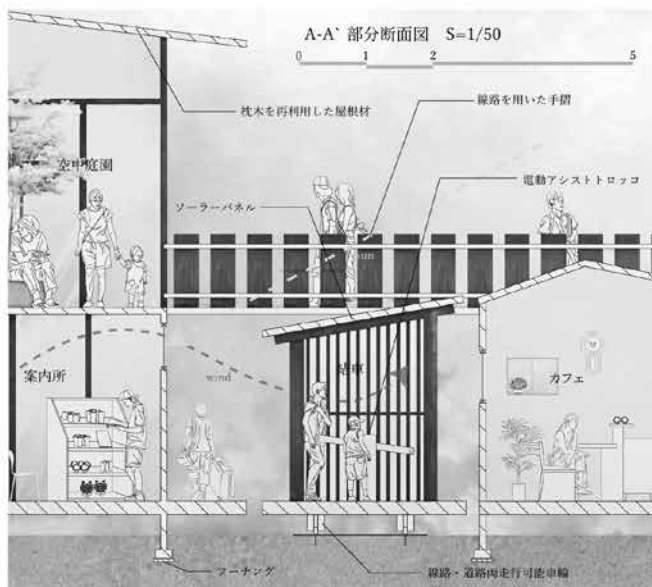 A-A` 部分断面図 S=1/50
0 1 2 5
枕木を再利用した屋根材
線路を用いた手摺
空中庭園
電動アシストトロッコ
ソーラーパネル
sun
案内所
wind
カフェ
フーチング
線路・道路両走行可能車輪